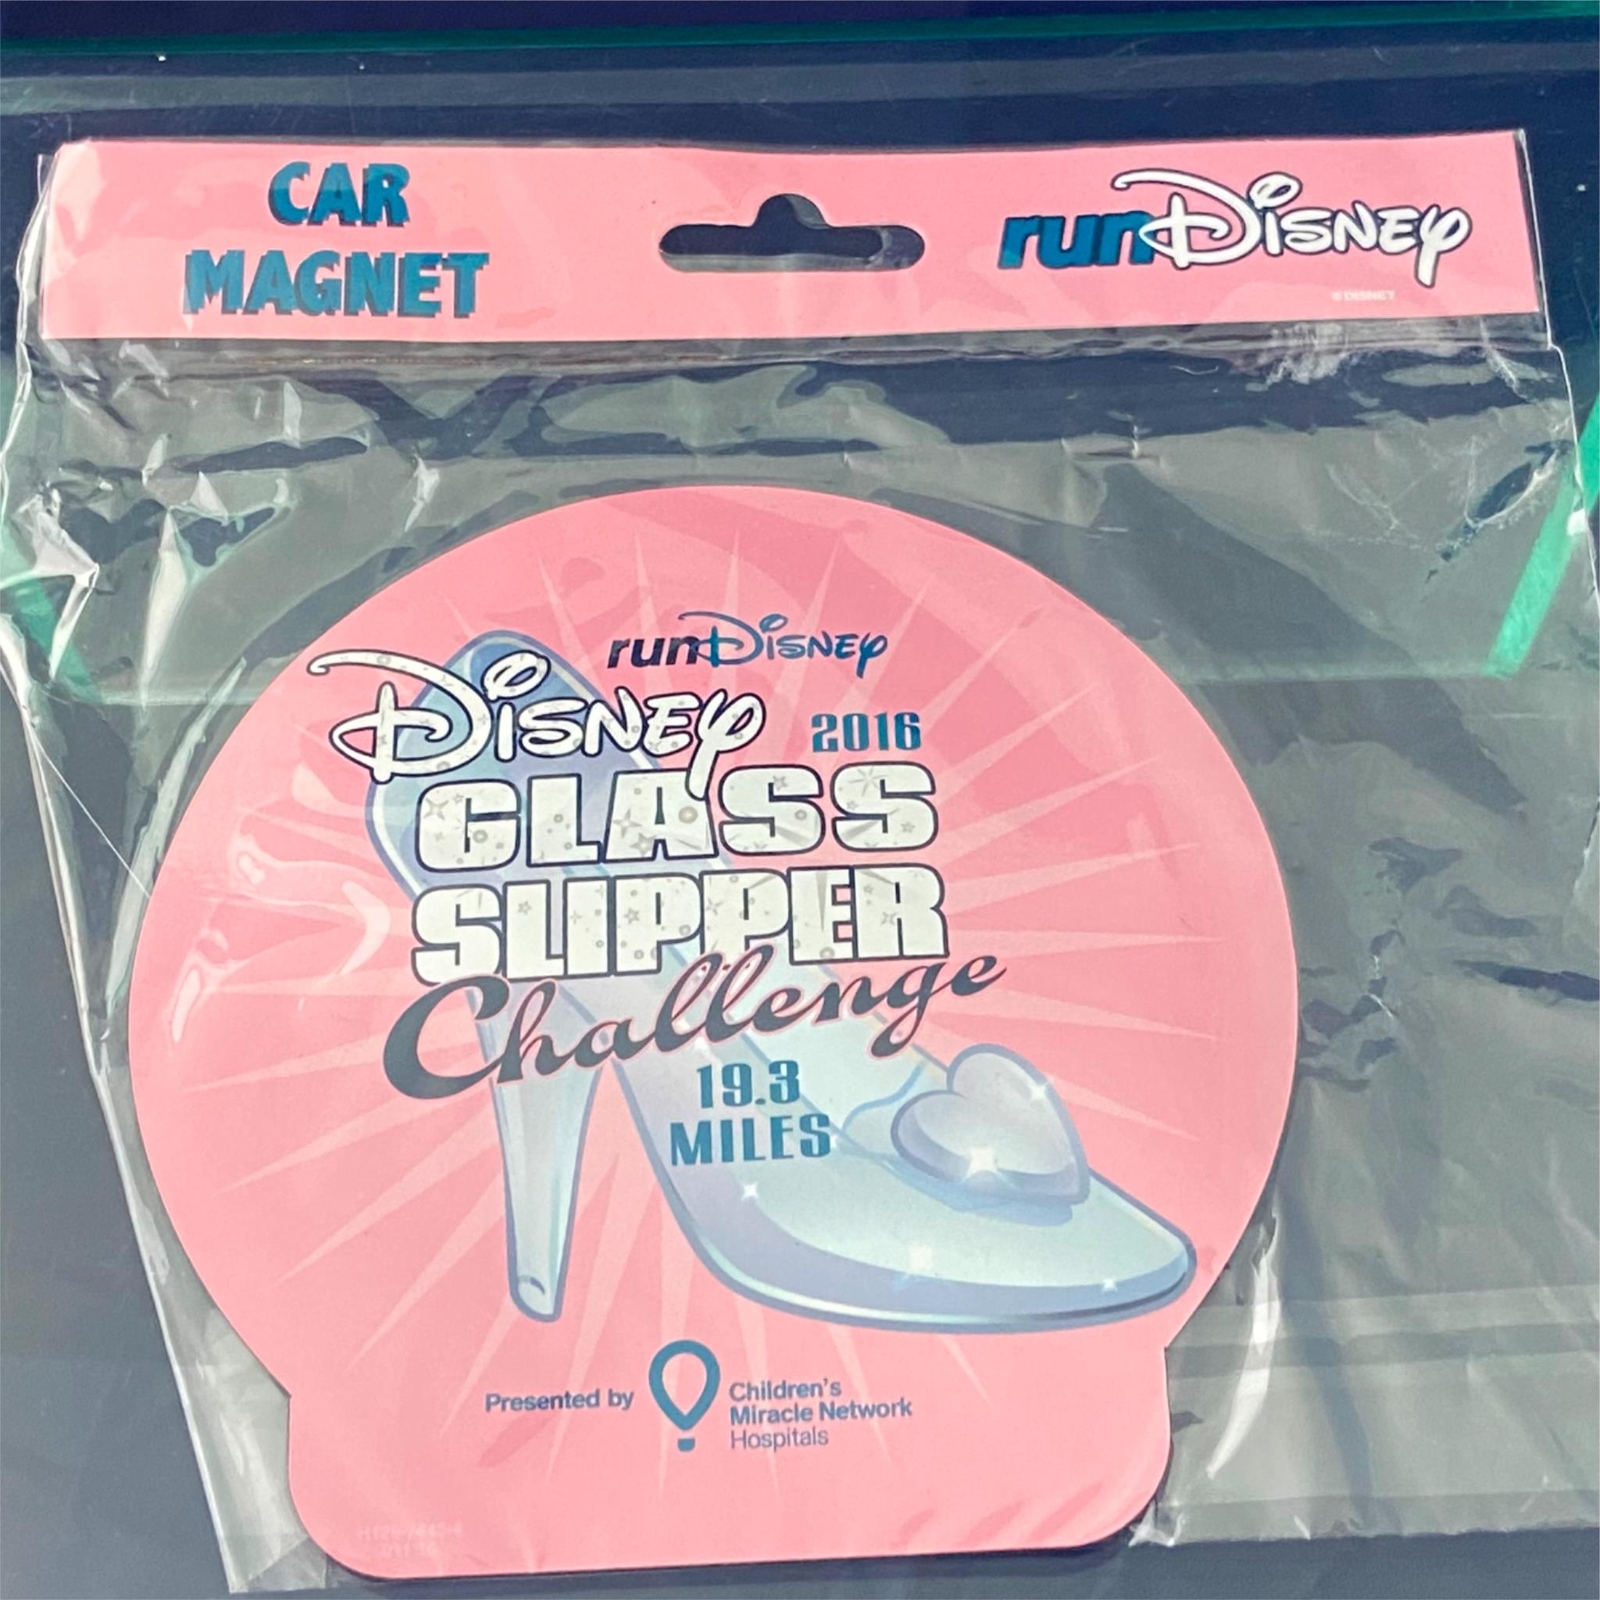 CAR
MAGNET
runDisney
©DISNEY
runDisney
Disney 2016
GLASS
SLIPPER
Challenge
19.3
MILES
Presented by
Children's
Miracle Network
Hospitals